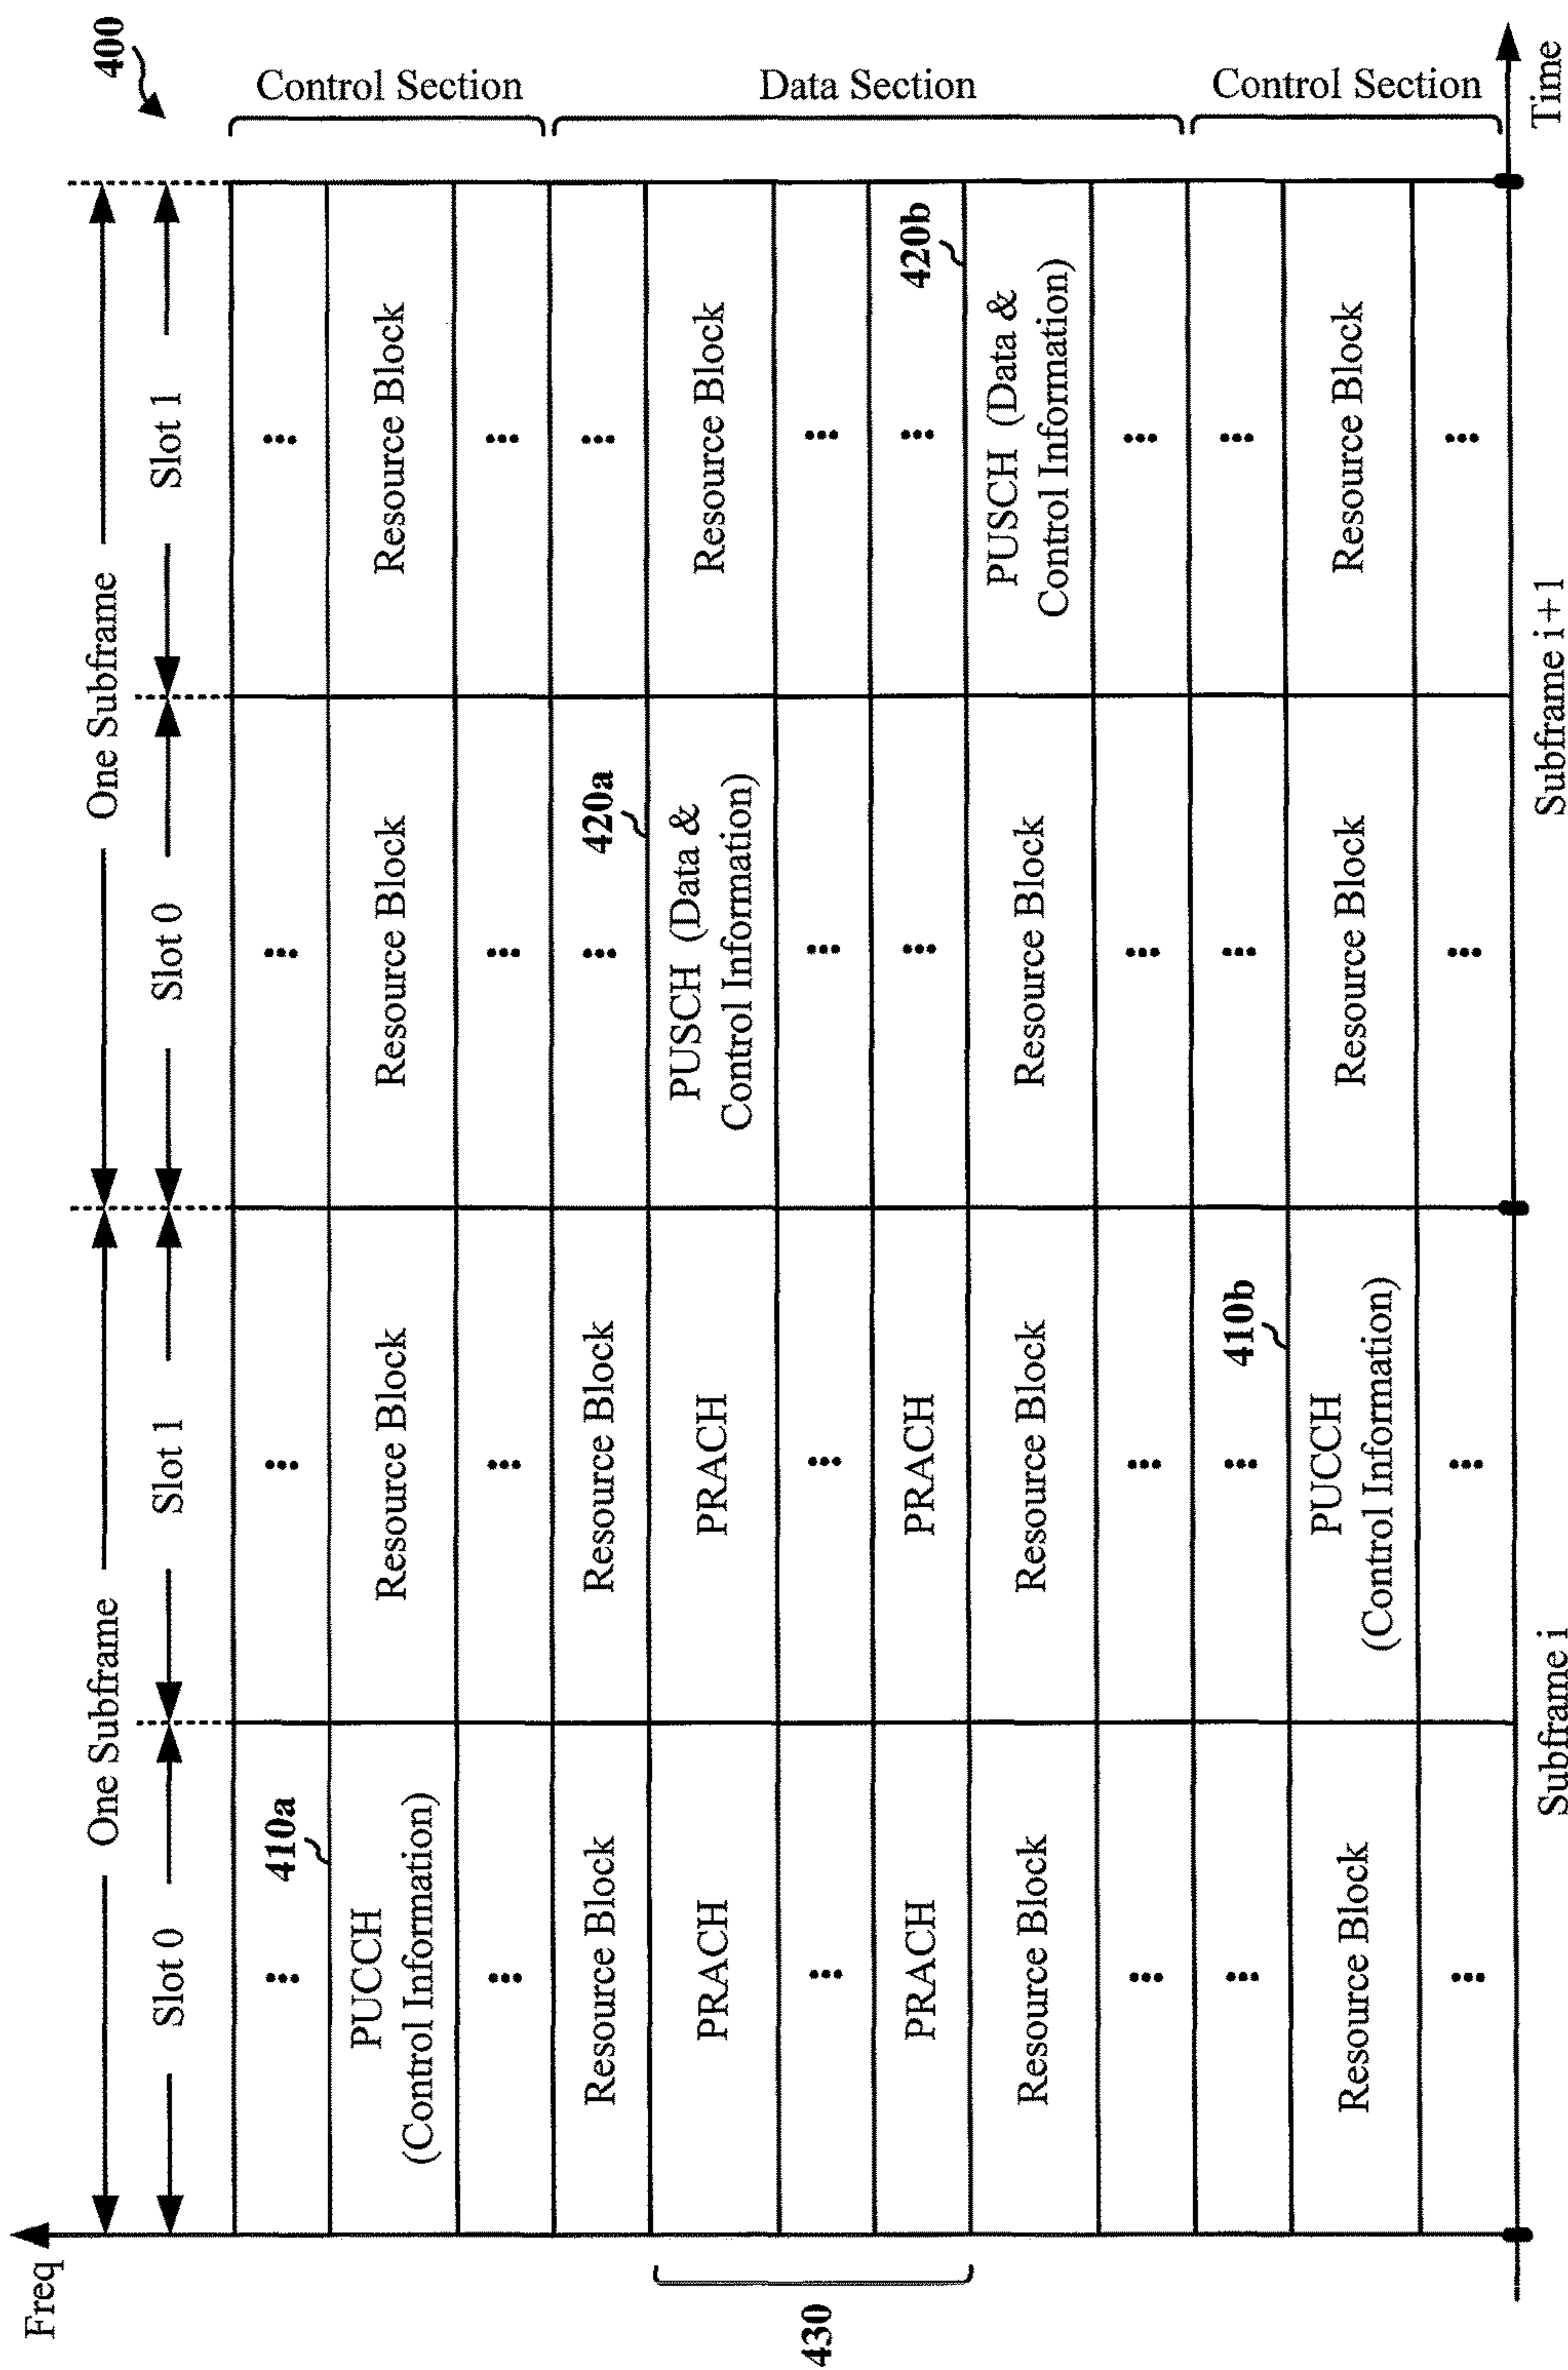 400
One Subframe
One Subframe
Slot 0
Slot 1
Slot 0
Slot 1
Freq
Control Section
Data Section
Control Section
...
410a
...
...
...
PUCCH
(Control Information)
Resource Block
Resource Block
Resource Block
...
...
...
...
Resource Block
Resource Block
...
420a
...
430
PRACH
PRACH
PUSCH (Data &
Control Information)
Resource Block
...
...
...
...
PRACH
PRACH
...
...
420b
Resource Block
Resource Block
Resource Block
PUSCH (Data &
Control Information)
...
...
...
...
...
...
410b
...
...
Resource Block
PUCCH
(Control Information)
Resource Block
Resource Block
...
...
...
...
Time
Subframe i
Subframe i+1